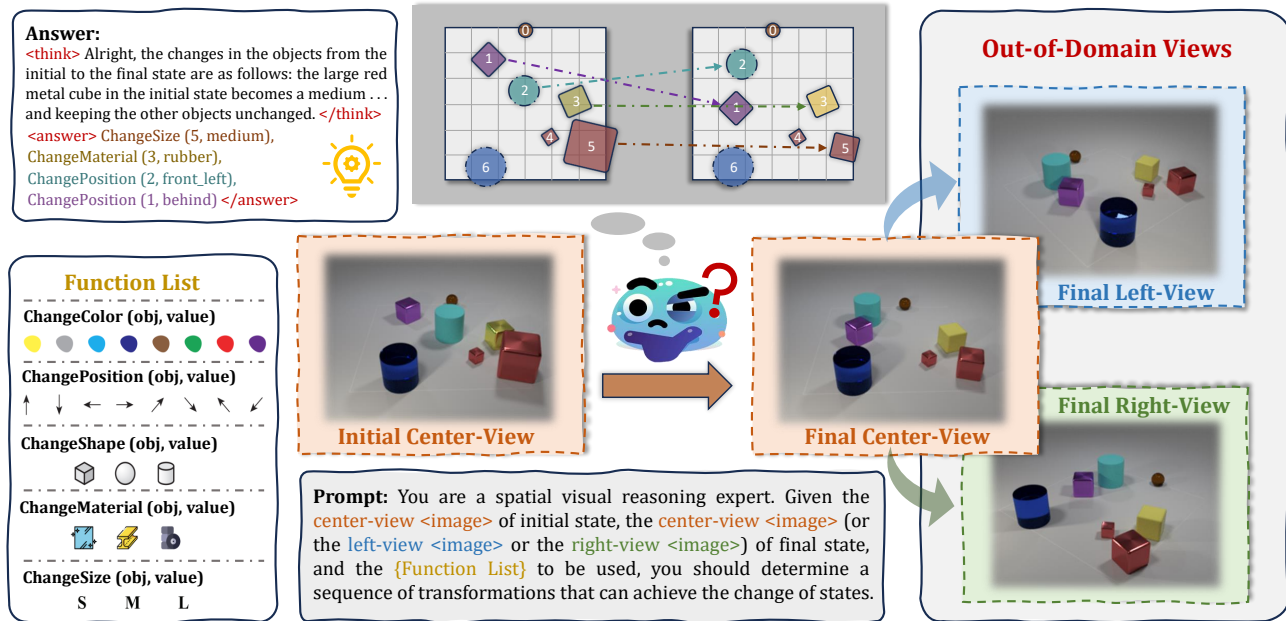 Answer:
<think> Alright, the changes in the objects from the
initial to the final state are as follows: the large red
metal cube in the initial state becomes a medium . . .
and keeping the other objects unchanged. </think>
<answer> ChangeSize (5, medium),
ChangeMaterial (3, rubber),
ChangePosition (2, front_left),
ChangePosition (1, behind) </answer>
0
1
2
3
4
5
6
0
2
3
1
4
5
6
Out-of-Domain Views
Final Left-View
Function List
ChangeColor (obj, value)
ChangePosition (obj, value)
ChangeShape (obj, value)
ChangeMaterial (obj, value)
ChangeSize (obj, value)
S M L
Initial Center-View
?
Final Center-View
Final Right-View
Prompt: You are a spatial visual reasoning expert. Given the
center-view <image> of initial state, the center-view <image> (or
the left-view <image> or the right-view <image>) of final state,
and the {Function List} to be used, you should determine a
sequence of transformations that can achieve the change of states.